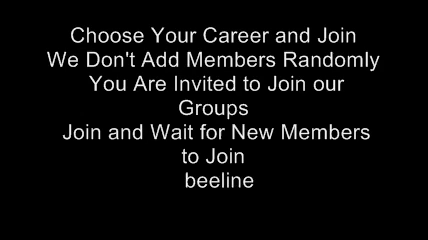 Choose Your Career and Join
We Don't Add Members Randomly
You Are Invited to Join our
Groups
Join and Wait for New Members
to Join
beeline